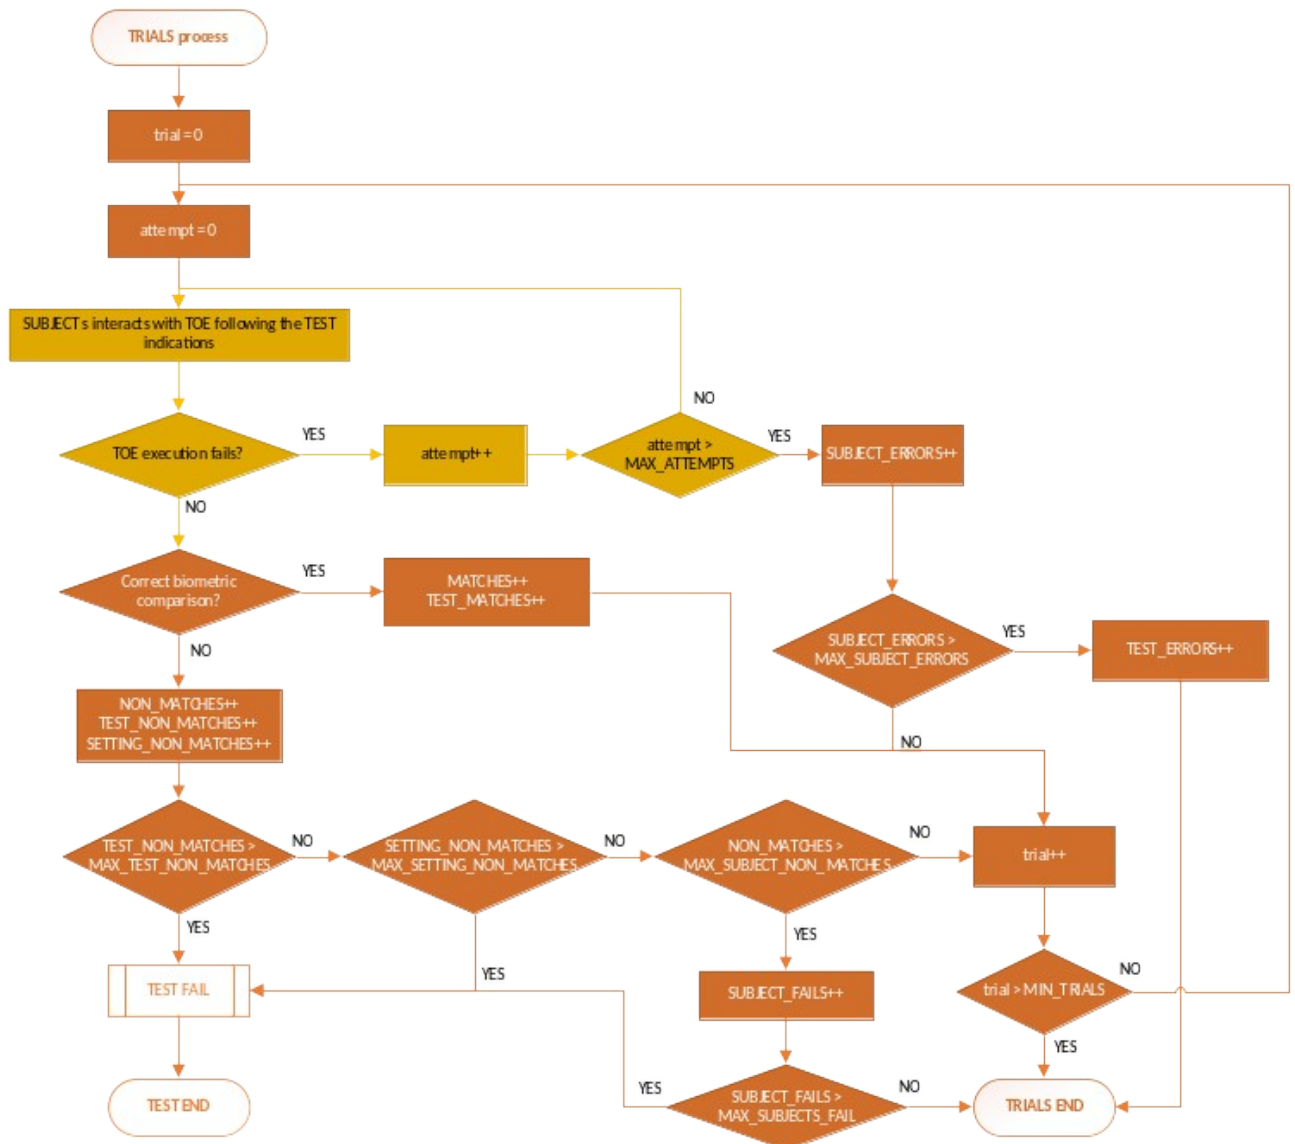 TRIALS process
trial = 0
attempt = 0
SUBJECT s interacts with TOE following the TEST
indications
TOE execution fails?
YES
attempt++
attempt >
MAX_ATTEMPTS
NO
YES
SUBJECT_ERRORS++
NO
Correct biometric
comparison?
YES
MATCHES++
TEST_MATCHES++
SUBJECT_ERRORS >
MAX_SUBJECT_ERRORS
YES
TEST_ERRORS++
NO
NO
NON_MATCHES++
TEST_NON_MATCHES++
SETTING_NON_MATCHES++
TEST_NON_MATCHES >
MAX_TEST_NON_MATCHES
NO
SETTING_NON_MATCHES >
MAX_SETTING_NON_MATCHES
NO
NON_MATCHES >
MAX_SUBJECT_NON_MATCHES
NO
trial++
YES
YES
YES
TEST FAIL
SUBJECT_FAILS++
trial > MIN_TRIALS
NO
YES
TEST END
YES
SUBJECT_FAILS >
MAX_SUBJECTS_FAIL
NO
TRIALS END